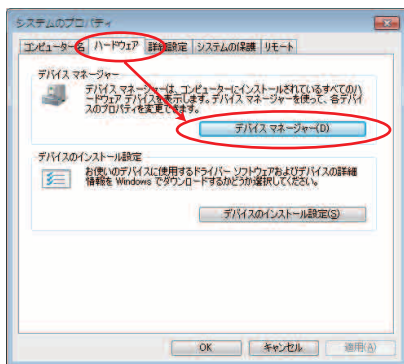 システムのプロパティ
コンピューター名 ハードウェア 詳細設定 システムの保護 リモート
デバイス マネージャー
デバイス マネージャーは、コンピューターにインストールされているすべてのハ
ードウェア デバイスを表示します。デバイス マネージャーを使って、各デバイ
スのプロパティを変更できます。
デバイス マネージャー(D)
デバイスのインストール設定
お使いのデバイスに使用するドライバー ソフトウェアおよびデバイスの詳細
情報を Windows でダウンロードするかどうか選択してください。
デバイスのインストール設定(S)
OK キャンセル 適用(A)